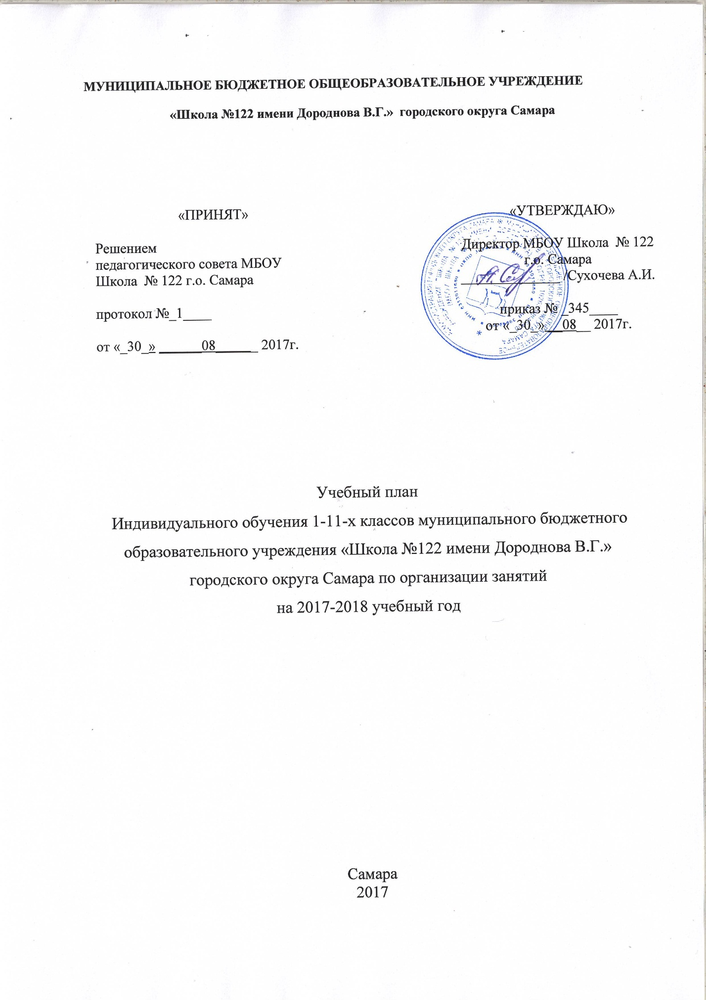 МУНИЦИПАЛЬНОЕ БЮДЖЕТНОЕ ОБЩЕОБРАЗОВАТЕЛЬНОЕ УЧРЕЖДЕНИЕ
«Школа №122 имени Дороднова В.Г.» городского округа Самара
«ПРИНЯТ»
Решением
педагогического совета МБОУ
Школа № 122 г.о. Самара
протокол №_1____
от «_30_» ______08______ 2017г.
«УТВЕРЖДАЮ»
Директор МБОУ Школа № 122
г.о. Самара
______________ /Сухочева А.И.
приказ № _345____
от «_30_»___08__ 2017г.
Учебный план
Индивидуального обучения 1-11-х классов муниципального бюджетного
образовательного учреждения «Школа №122 имени Дороднова В.Г.»
городского округа Самара по организации занятий
на 2017-2018 учебный год
Самара
2017